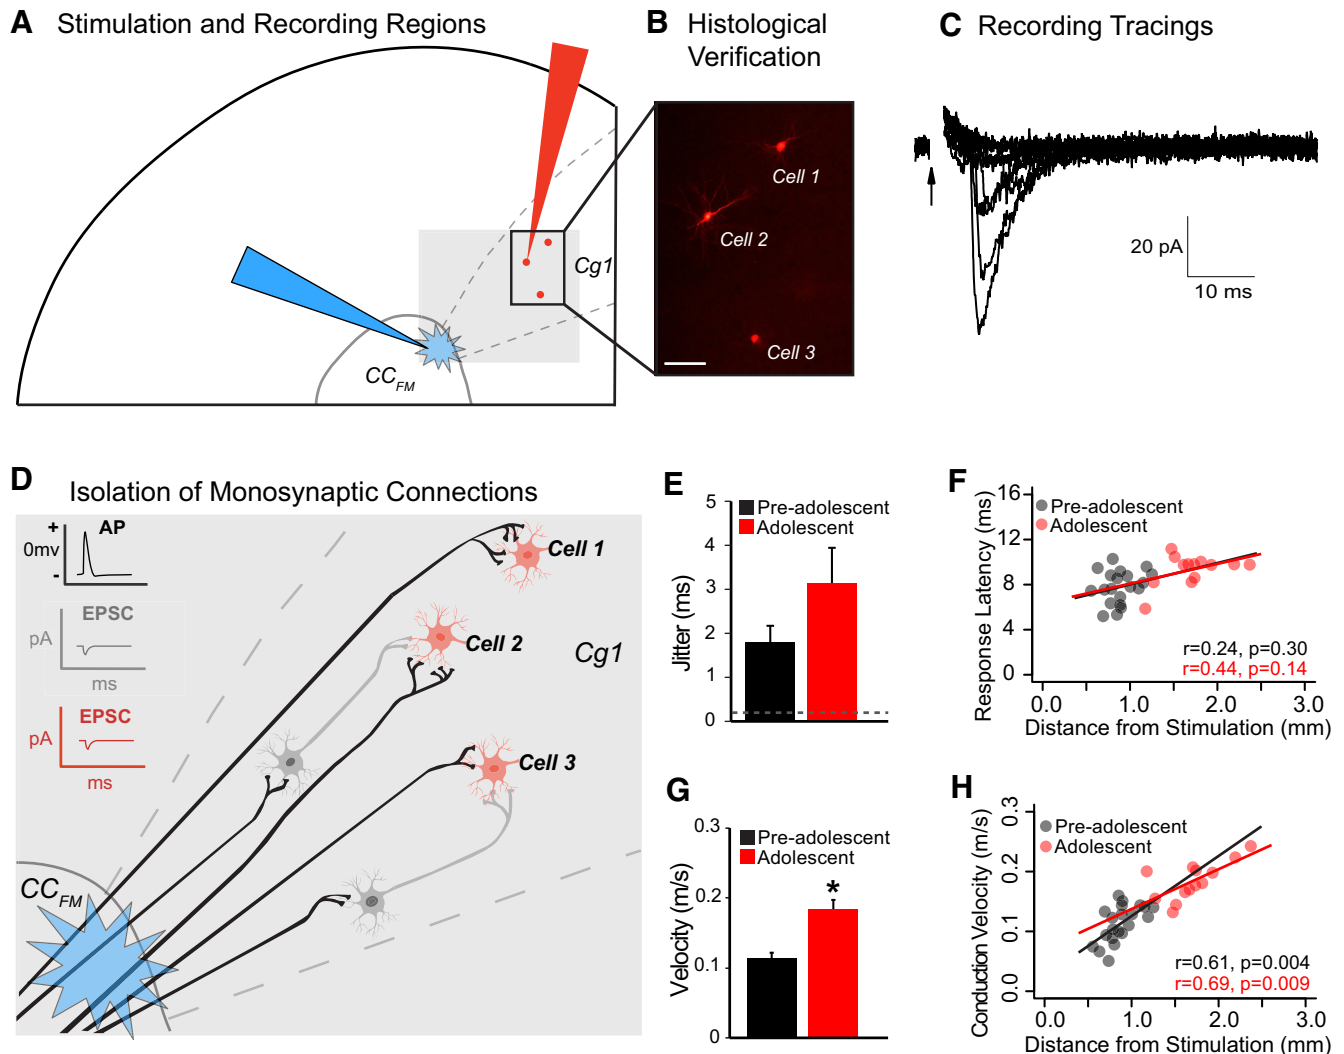 A Stimulation and Recording Regions
Cg1
CC_FM
B Histological
Verification
Cell 1
Cell 2
Cell 3
C Recording Tracings
20 pA
10 ms
D Isolation of Monosynaptic Connections
+
AP
0mv
-
EPSC
pA
ms
EPSC
pA
ms
Cell 1
Cell 2
Cg1
Cell 3
CC_FM
E
5
4
3
2
1
0
Jitter (ms)
Pre-adolescent
Adolescent
F
16
12
8
4
0
Response Latency (ms)
Pre-adolescent
Adolescent
r=0.24, p=0.30
r=0.44, p=0.14
0.0 1.0 2.0 3.0
Distance from Stimulation (mm)
G
0.3
0.2
0.1
0
Velocity (m/s)
Pre-adolescent
Adolescent
*
H
0.3
0.2
0.1
0.0
Conduction Velocity (m/s)
Pre-adolescent
Adolescent
r=0.61, p=0.004
r=0.69, p=0.009
0.0 1.0 2.0 3.0
Distance from Stimulation (mm)